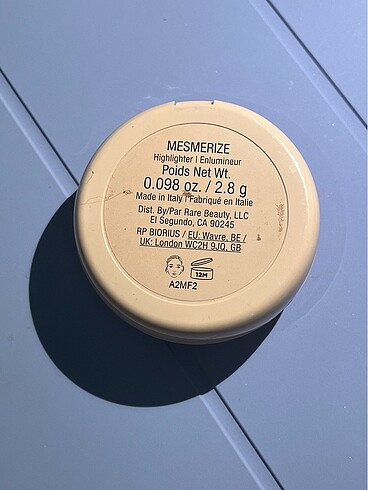 MESMERIZE
Highlighter | Enlumineur
Poids Net Wt.
0.098 oz. / 2.8 g
Made in Italy | Fabriqué en Italie
Dist. By/Par Rare Beauty, LLC
El Segundo, CA 90245
RP BIORIUS / EU: Wavre, BE /
UK: London WC2H 9JQ, GB
12M
A2MF2